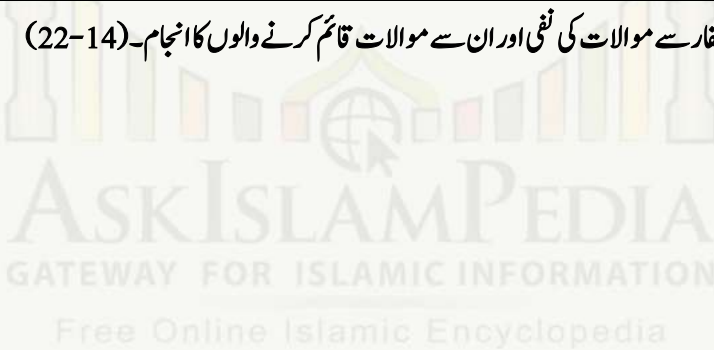 سے موالات کی نفی اور ان سے موالات قائم کرنے والوں کا انجام۔(14-22)
ASKISLAMPEDIA
GATEWAY FOR ISLAMIC INFORMATION
Free Online Islamic Encyclopedia